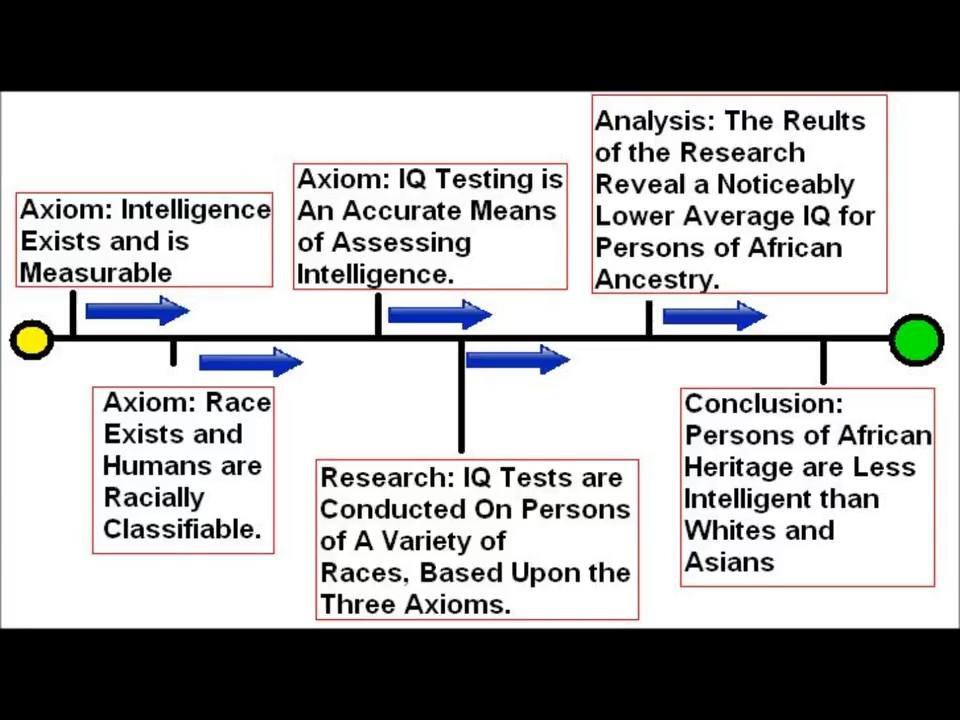 Axiom: Intelligence
Exists and is
Measurable
Axiom: Race
Exists and
Humans are
Racially
Classifiable.
Axiom: IQ Testing is
An Accurate Means
of Assessing
Intelligence.
Research: IQ Tests are
Conducted On Persons
of A Variety of
Races, Based Upon the
Three Axioms.
Analysis: The Reults
of the Research
Reveal a Noticeably
Lower Average IQ for
Persons of African
Ancestry.
Conclusion:
Persons of African
Heritage are Less
Intelligent than
Whites and
Asians